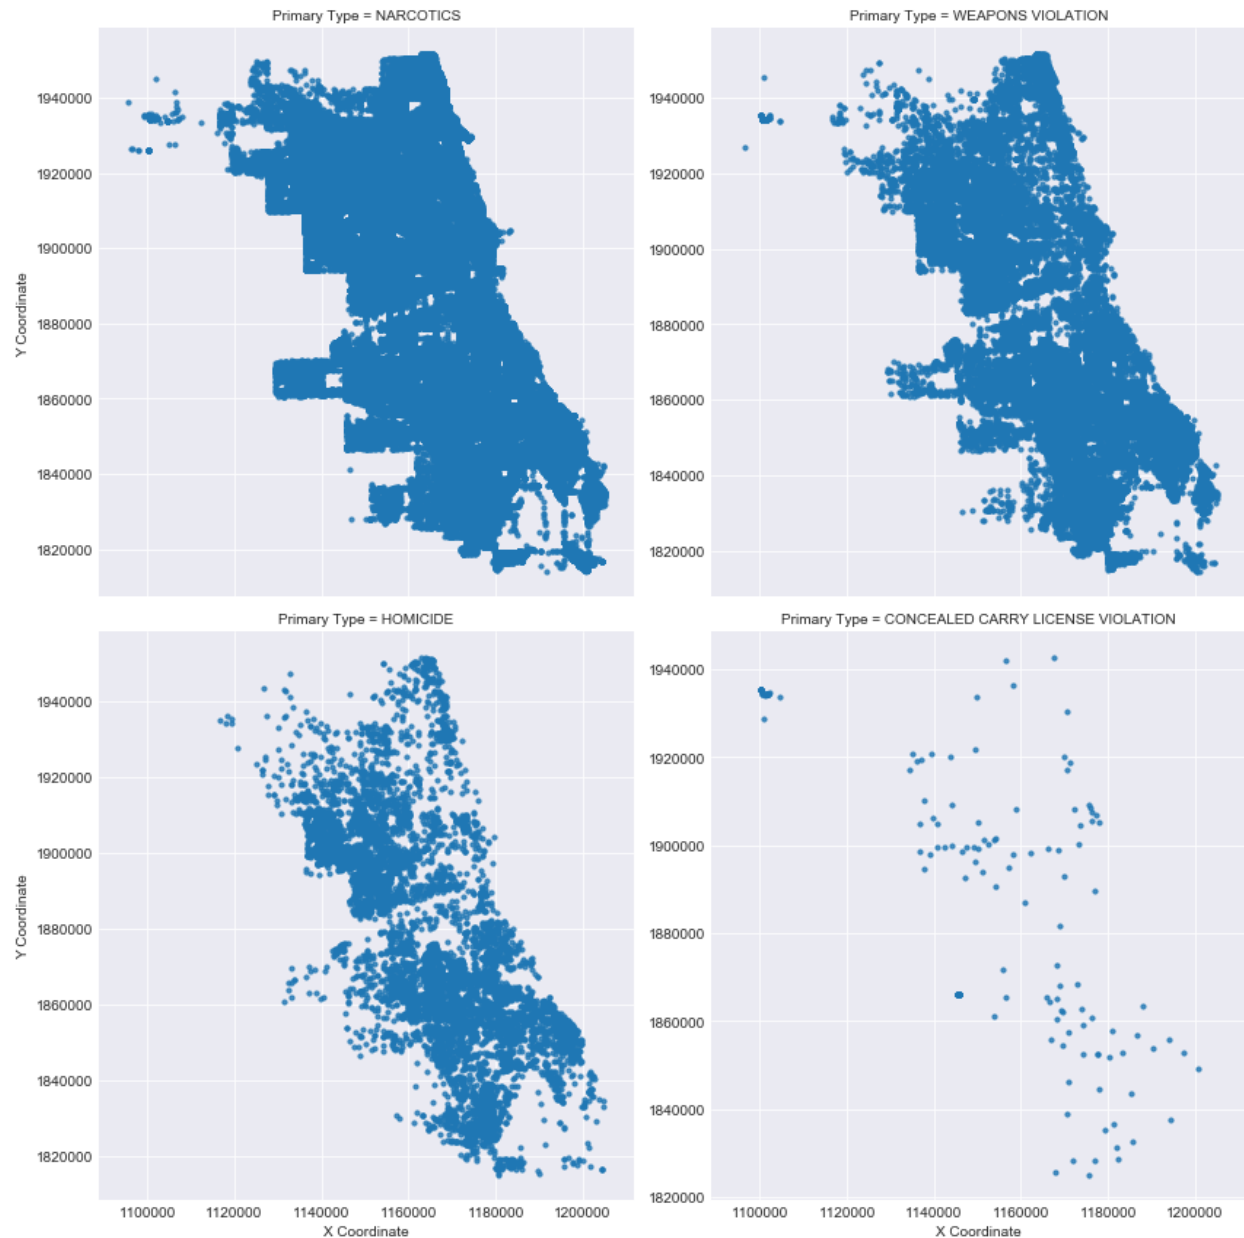 Primary Type = NARCOTICS
Primary Type = WEAPONS VIOLATION
Y Coordinate
1940000
1920000
1900000
1880000
1860000
1840000
1820000
1940000
1920000
1900000
1880000
1860000
1840000
1820000
Primary Type = HOMICIDE
Primary Type = CONCEALED CARRY LICENSE VIOLATION
Y Coordinate
1940000
1920000
1900000
1880000
1860000
1840000
1820000
1940000
1920000
1900000
1880000
1860000
1840000
1820000
1100000 1120000 1140000 1160000 1180000 1200000
1100000 1120000 1140000 1160000 1180000 1200000
X Coordinate
X Coordinate